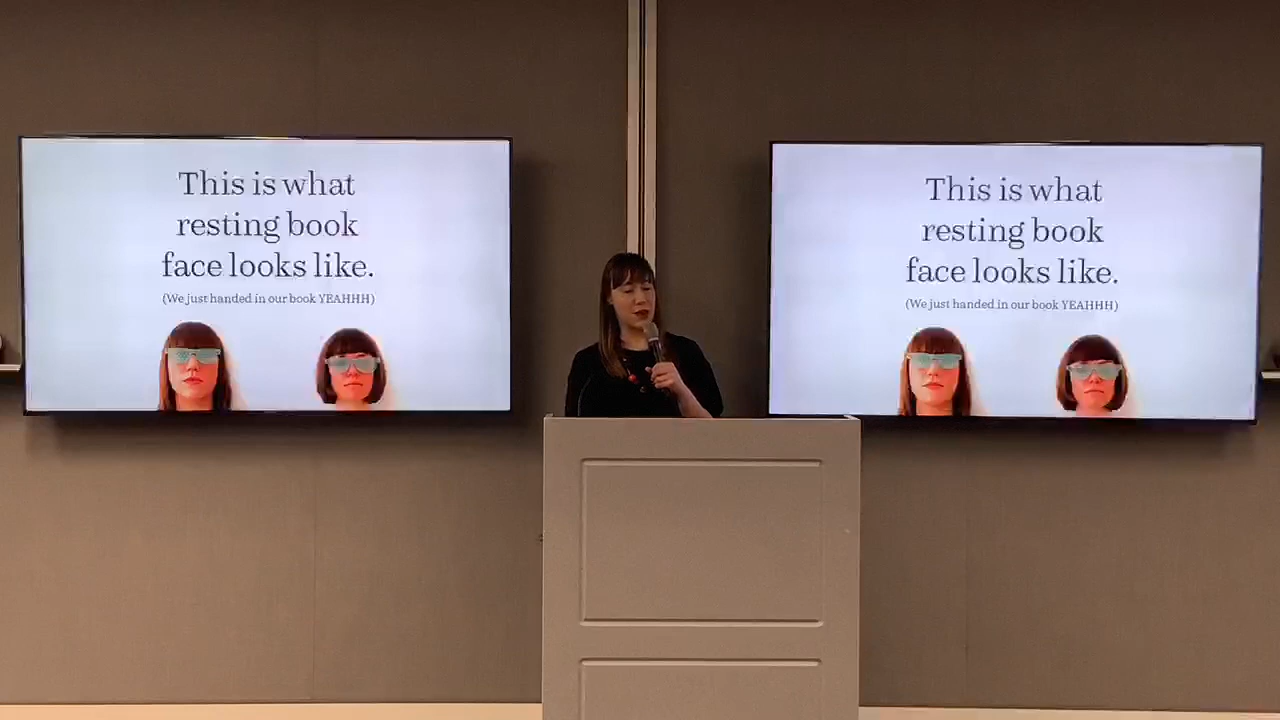 This is what
resting book
face looks like.
(We just handed in our book YEAHHH)
This is what
resting book
face looks like.
(We just handed in our book YEAHHH)